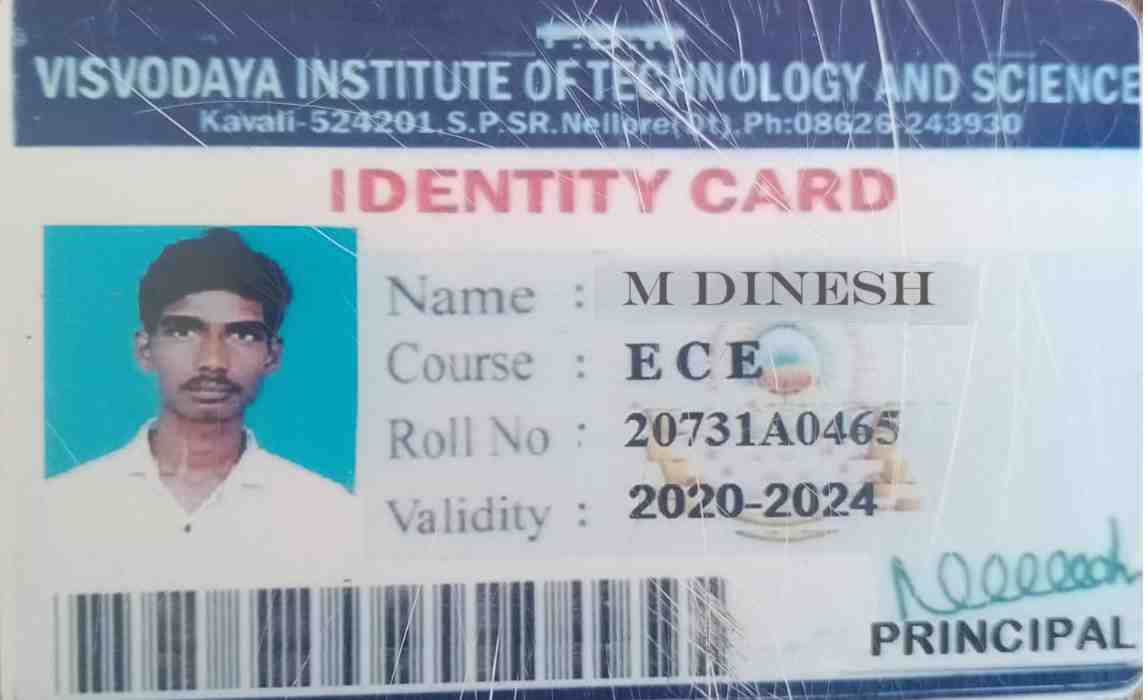 VISVODAYA INSTITUTE OF TECHNOLOGY AND SCIENCE
Kavali-524201.S.P.SR.Nellore(Dt).Ph:08626-243930
IDENTITY CARD
Name : M DINESH
Course : E C E
Roll No : 20731A0465
Validity : 2020-2024
PRINCIPAL